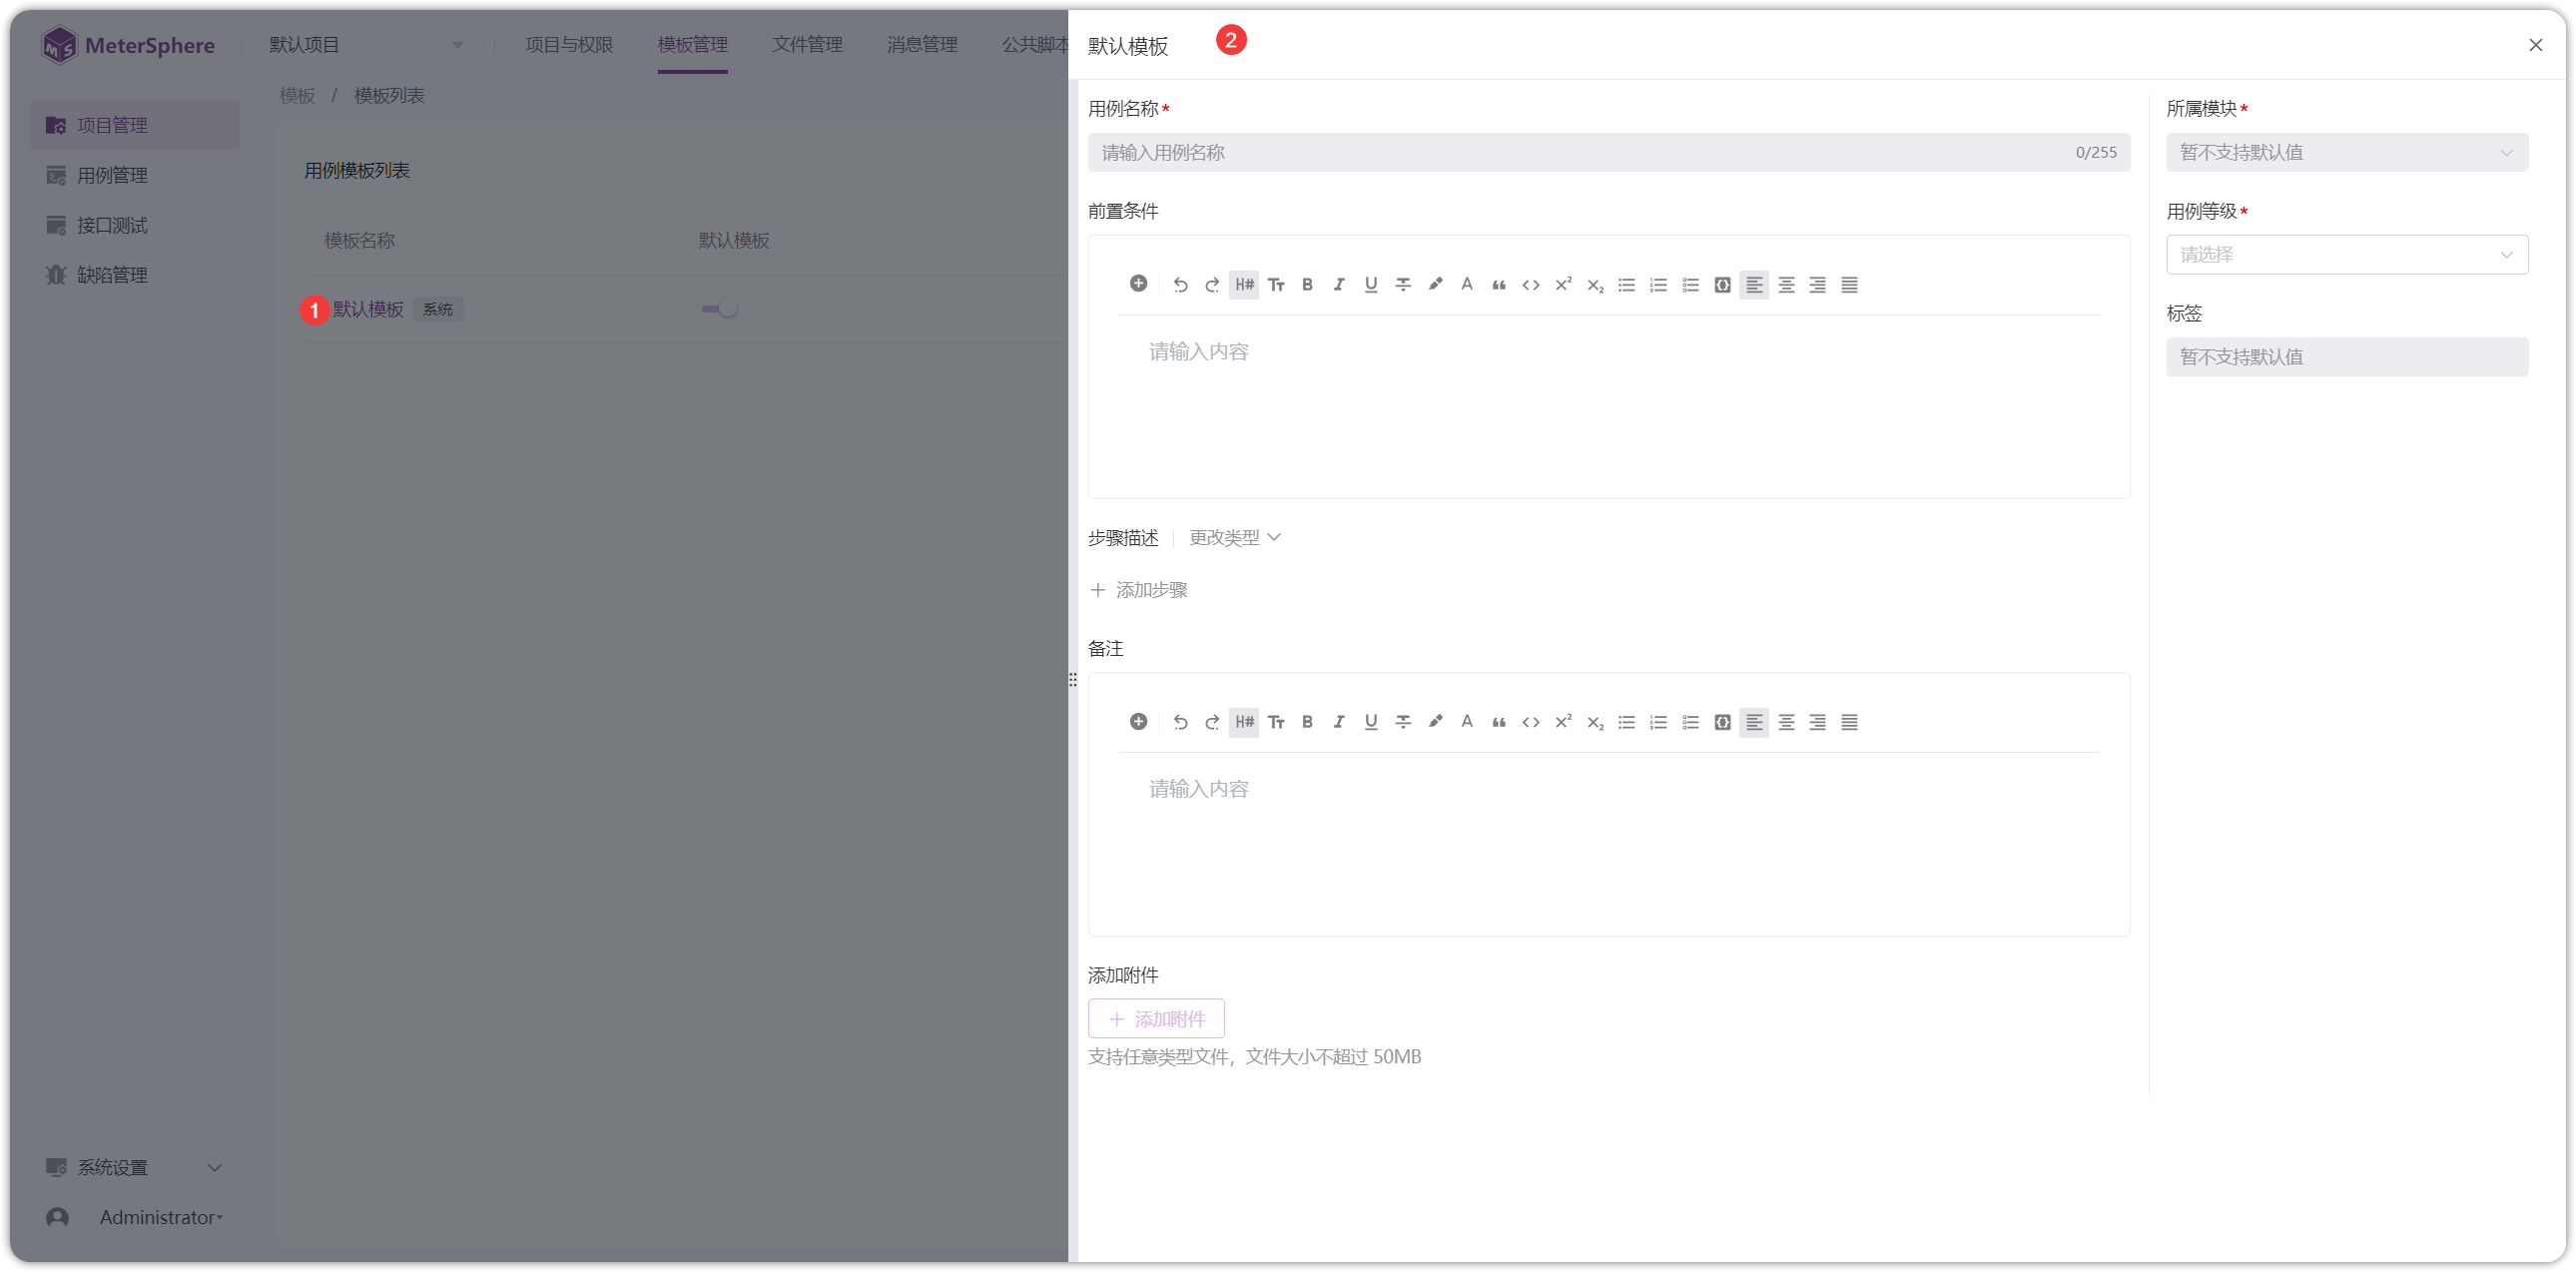 MeterSphere
默认项目
项目与权限
模板管理
文件管理
消息管理
公共脚本
项目管理
用例管理
接口测试
缺陷管理
系统设置
Administrator
模板 / 模板列表
用例模板列表
模板名称
默认模板
1
默认模板
系统
默认模板
2
用例名称*
请输入用例名称
0/255
前置条件
请输入内容
步骤描述
更改类型
添加步骤
备注
请输入内容
添加附件
添加附件
支持任意类型文件，文件大小不超过 50MB
所属模块*
暂不支持默认值
用例等级*
请选择
标签
暂不支持默认值